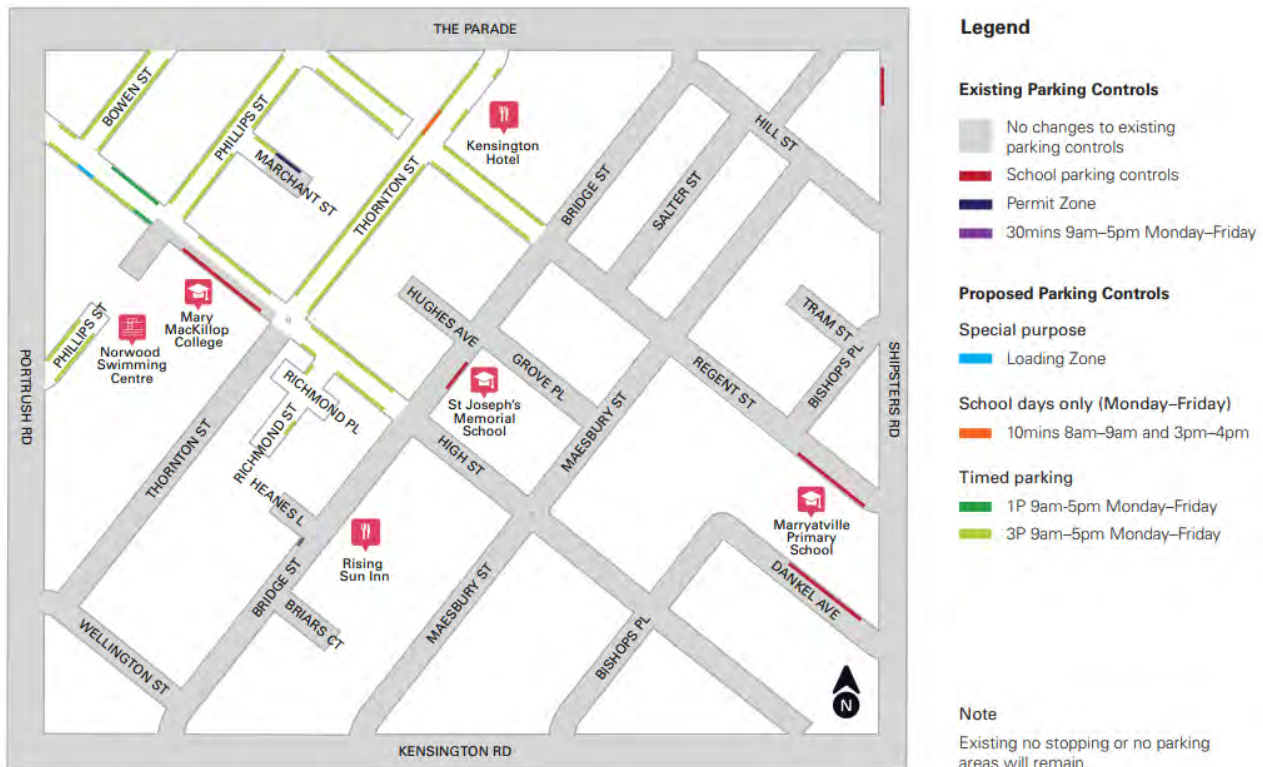 THE PARADE
BOWEN ST
PHILLIPS ST
MARCHANT ST
THORNTON ST
Kensington
Hotel
BRIDGE ST
SALTER ST
HILL ST
HUGHES AVE
GROVE PL
TRAM ST
BISHOPS PL
REGENT ST
MAESBURY ST
SHIPSTERS RD
PORTRUSH RD
PHILLIPS ST
Norwood
Swimming
Centre
Mary
MacKillop
College
RICHMOND PL
RICHMOND ST
St Joseph's
Memorial
School
HIGH ST
THORNTON ST
HEANES L
Rising
Sun Inn
Marryatville
Primary
School
DANKEL AVE
BRIDGE ST
BRIARS CT
MAESBURY ST
BISHOPS PL
WELLINGTON ST
N
KENSINGTON RD
Legend
Existing Parking Controls
No changes to existing
parking controls
School parking controls
Permit Zone
30mins 9am–5pm Monday–Friday
Proposed Parking Controls
Special purpose
Loading Zone
School days only (Monday–Friday)
10mins 8am–9am and 3pm–4pm
Timed parking
1P 9am-5pm Monday–Friday
3P 9am–5pm Monday–Friday
Note
Existing no stopping or no parking
areas will remain